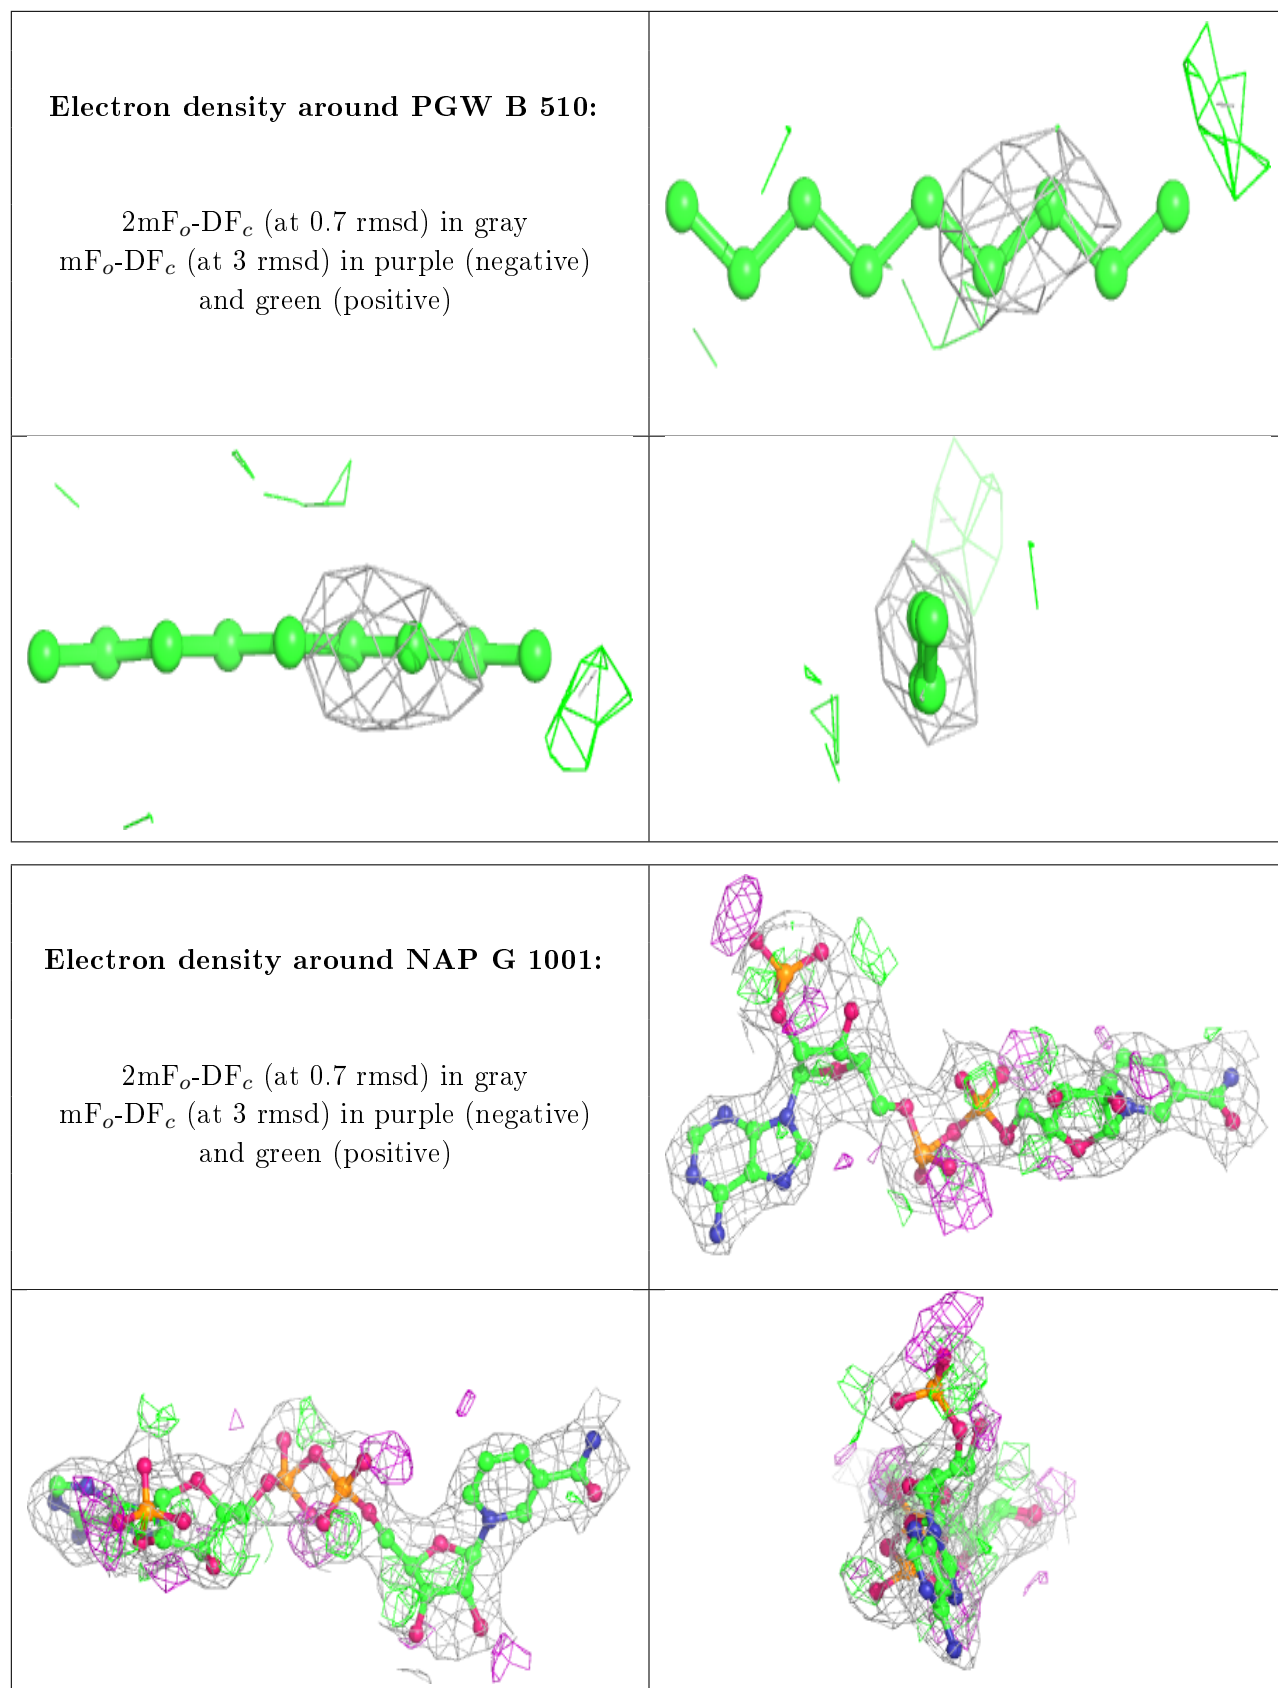 Electron density around PGW B 510:
2mFo-DFc (at 0.7 rmsd) in gray
mFo-DFc (at 3 rmsd) in purple (negative)
and green (positive)
Electron density around NAP G 1001:
2mFo-DFc (at 0.7 rmsd) in gray
mFo-DFc (at 3 rmsd) in purple (negative)
and green (positive)